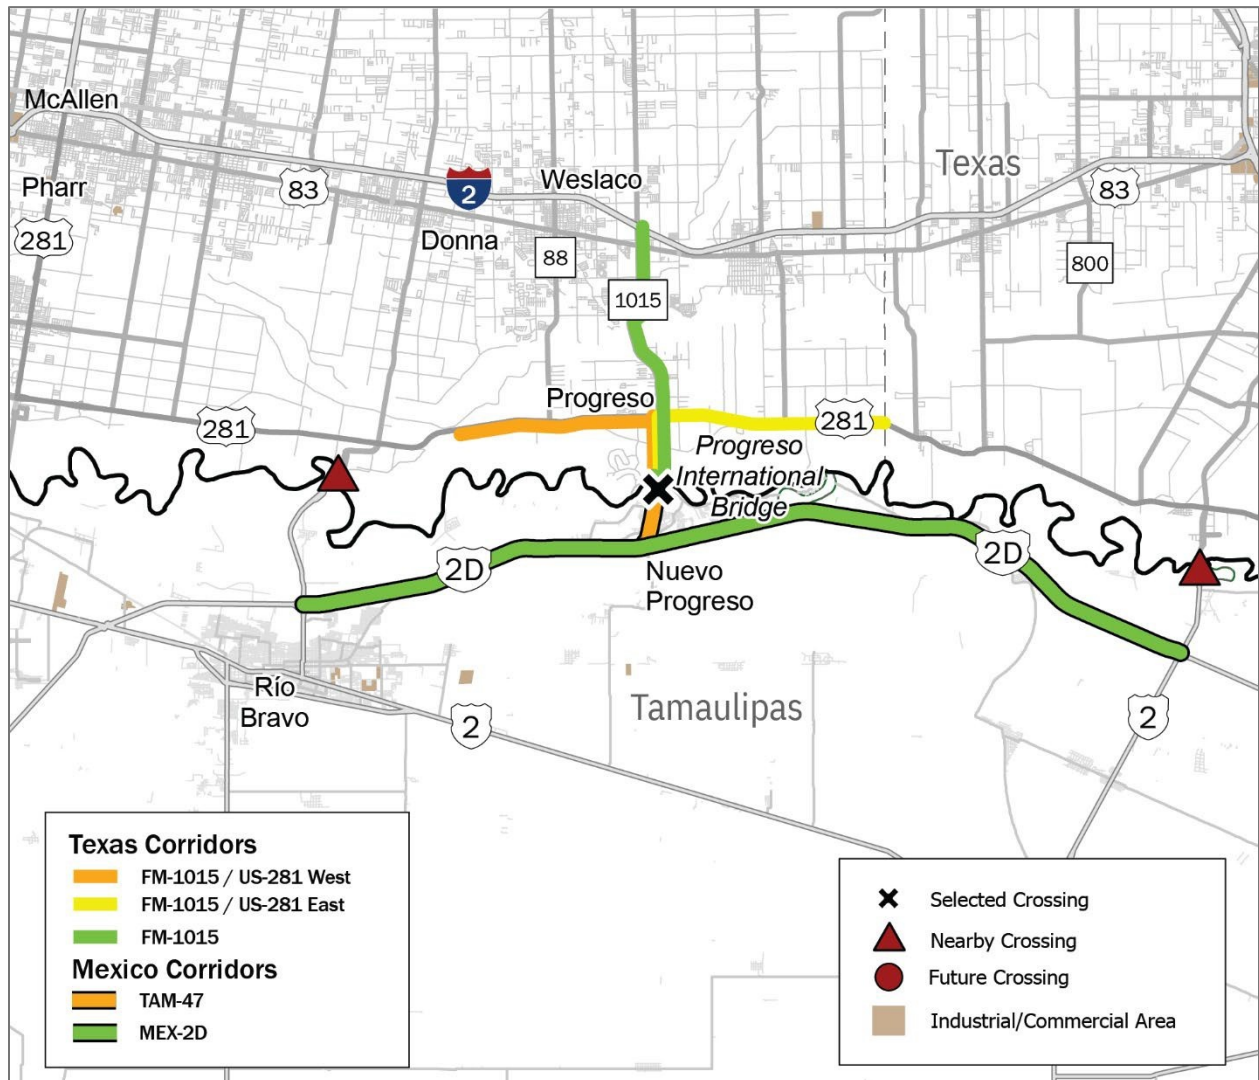 McAllen
Texas
Weslaco
Pharr
83
2
83
281
Donna
88
800
1015
Progreso
281
281
Progreso
International
Bridge
2D
2D
Nuevo
Progreso
Río
Bravo
Tamaulipas
2
2
Texas Corridors
FM-1015 / US-281 West
FM-1015 / US-281 East
FM-1015
Mexico Corridors
TAM-47
MEX-2D
Selected Crossing
Nearby Crossing
Future Crossing
Industrial/Commercial Area